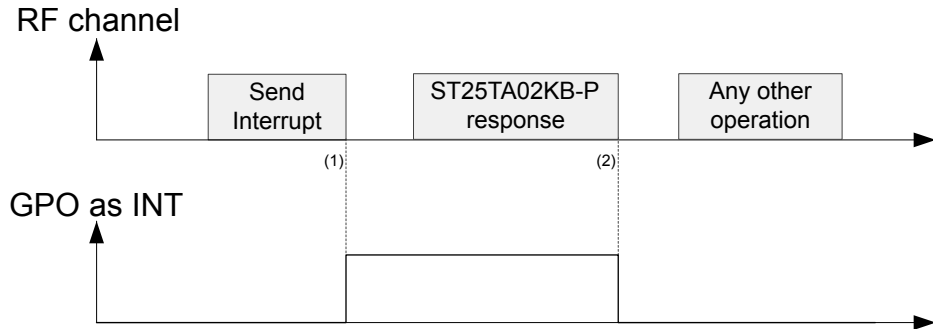 RF channel
Send
Interrupt
ST25TA02KB-P
response
Any other
operation
(1)
(2)
GPO as INT